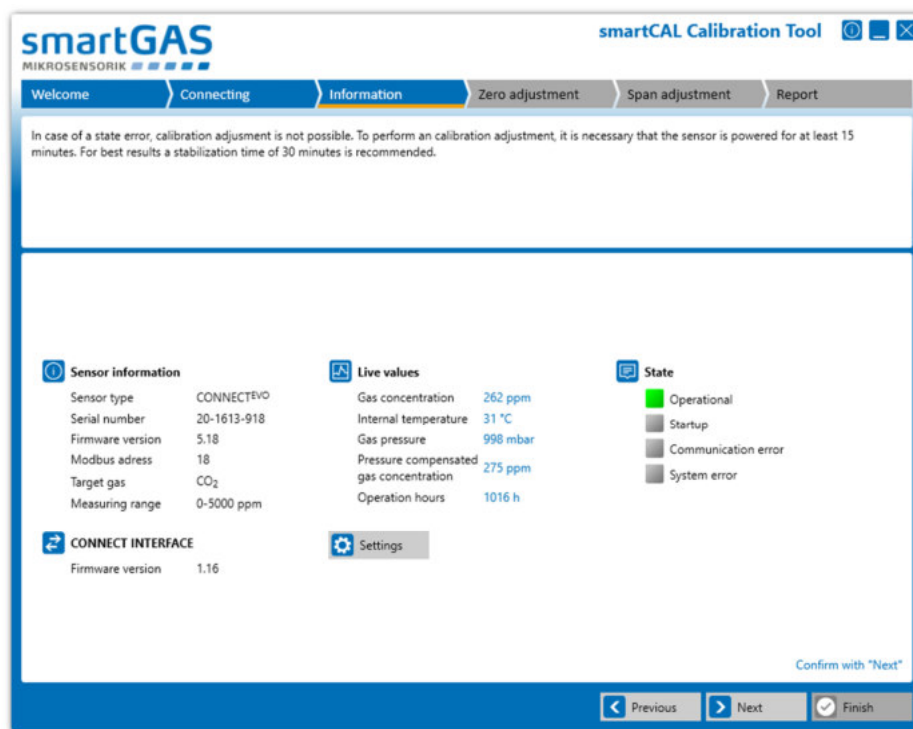 smartGAS
MIKROSENSORIK
smartCAL Calibration Tool
Welcome
Connecting
Information
Zero adjustment
Span adjustment
Report
In case of a state error, calibration adjusment is not possible. To perform an calibration adjustment, it is necessary that the sensor is powered for at least 15
minutes. For best results a stabilization time of 30 minutes is recommended.
Sensor information
Sensor type CONNECTEVO
Serial number 20-1613-918
Firmware version 5.18
Modbus adress 18
Target gas CO2
Measuring range 0-5000 ppm
CONNECT INTERFACE
Firmware version 1.16
Live values
Gas concentration 262 ppm
Internal temperature 31 °C
Gas pressure 998 mbar
Pressure compensated
gas concentration 275 ppm
Operation hours 1016 h
Settings
State
Operational
Startup
Communication error
System error
Confirm with "Next"
Previous
Next
Finish